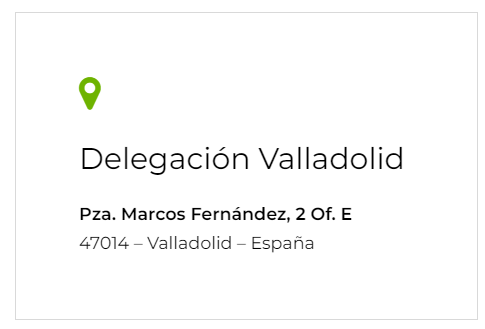 Delegación Valladolid
Pza. Marcos Fernández, 2 Of. E
47014 – Valladolid – España